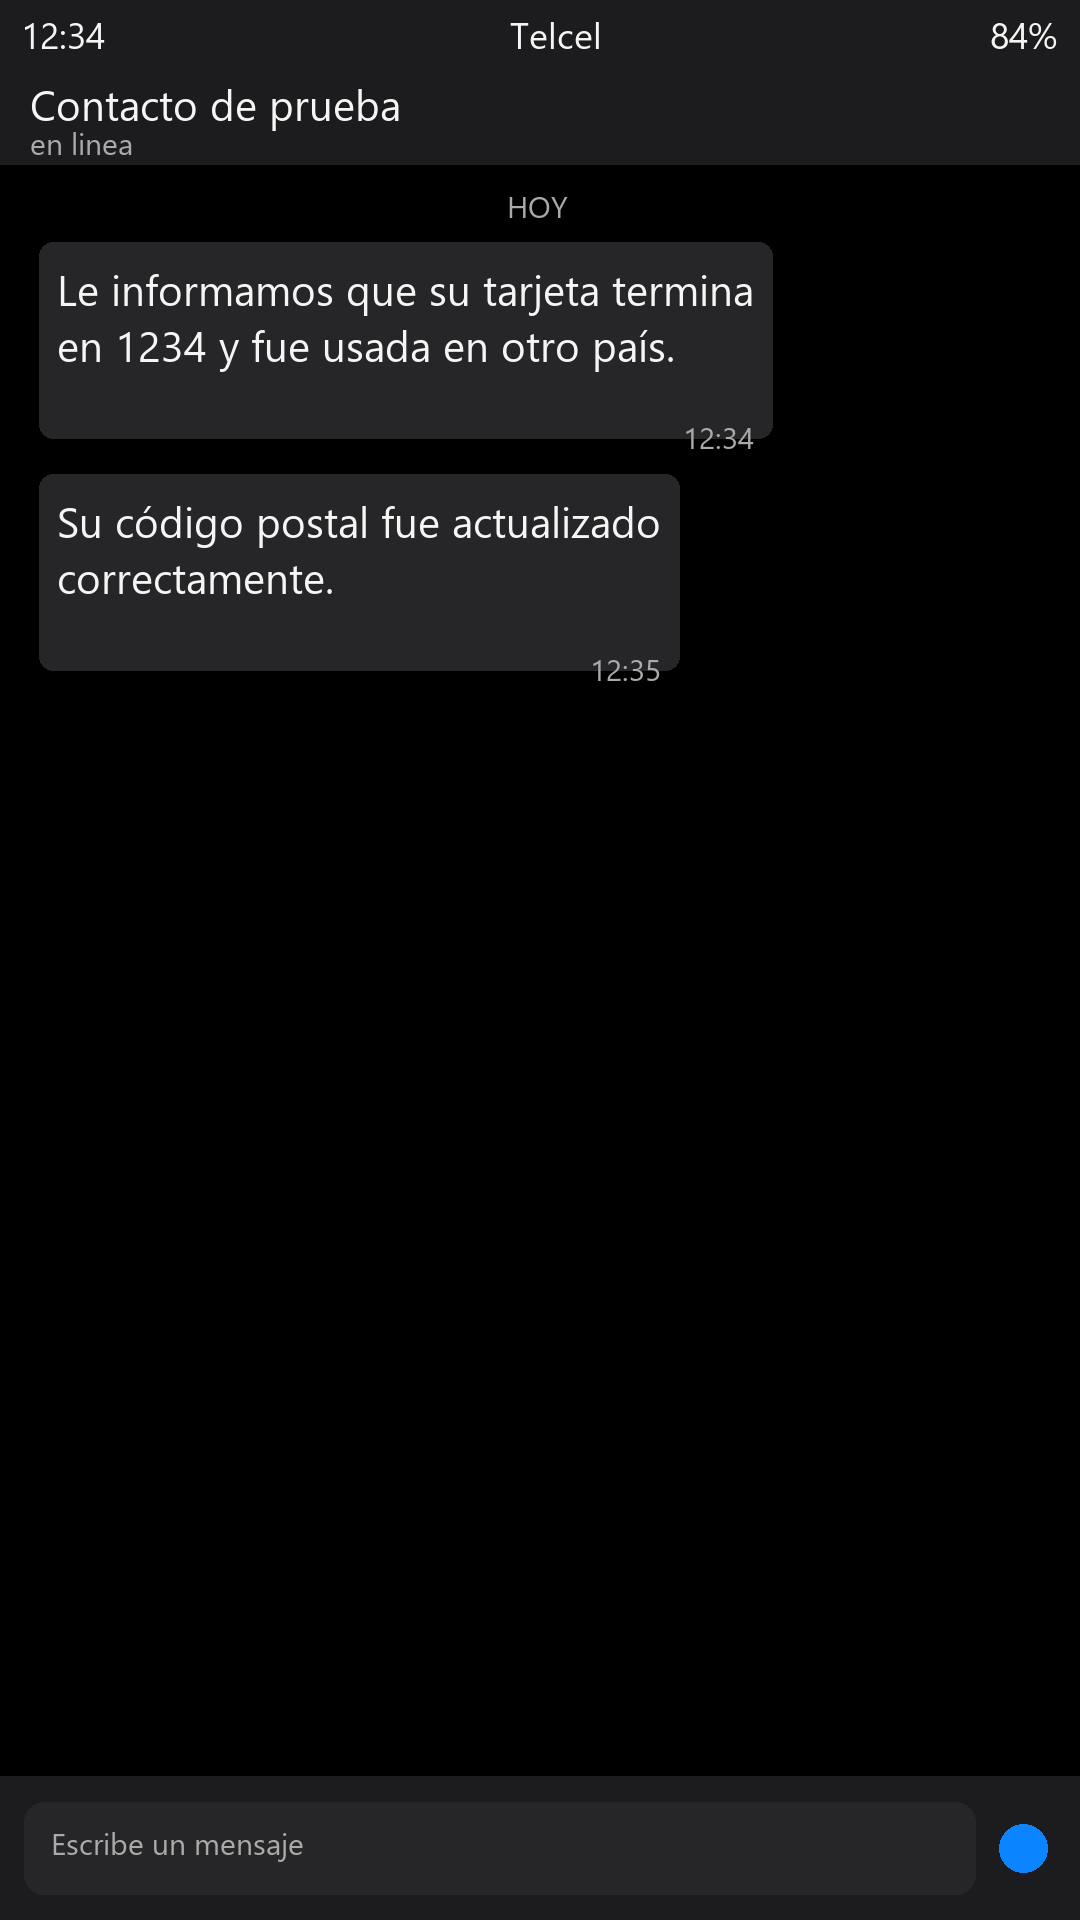 12:34 Telcel 84%
Contacto de prueba
en linea
HOY
Le informamos que su tarjeta termina
en 1234 y fue usada en otro país.
12:34
Su código postal fue actualizado
correctamente.
12:35
Escribe un mensaje